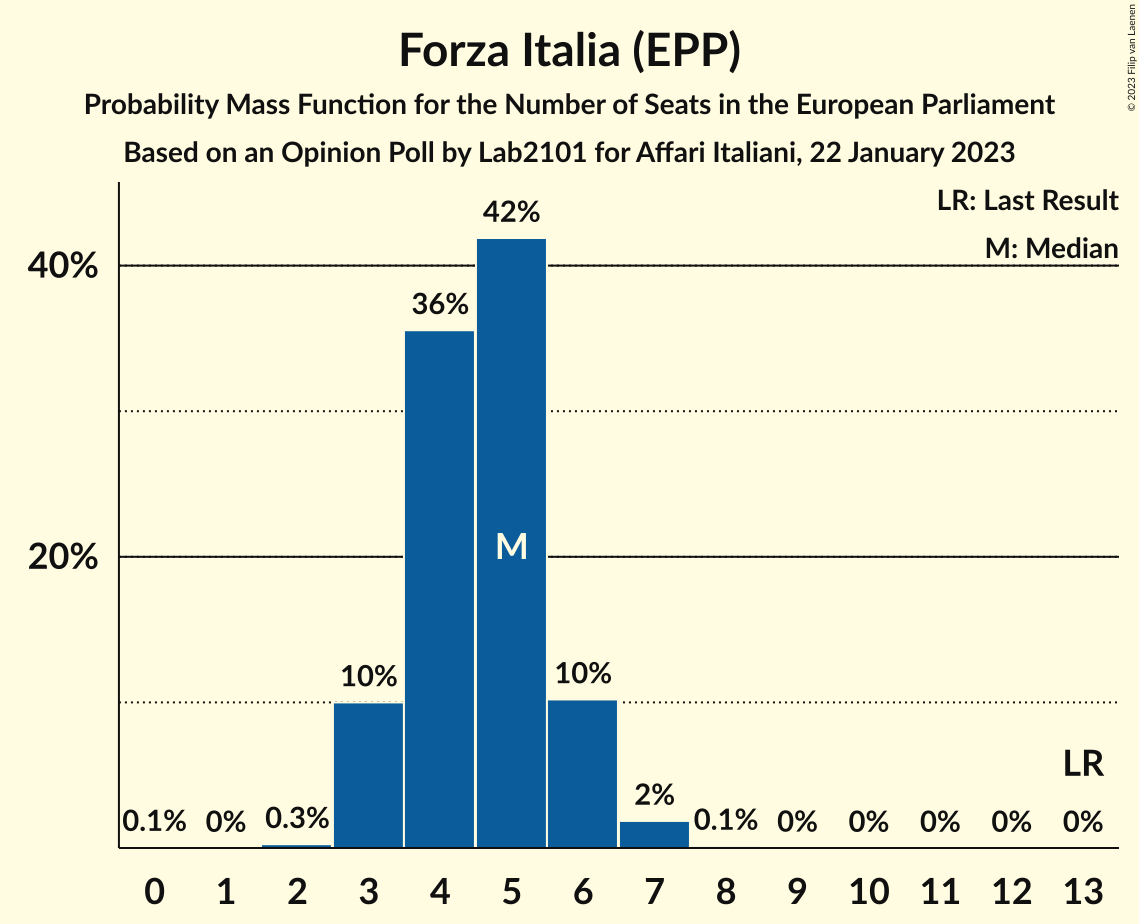 Forza Italia (EPP)
Probability Mass Function for the Number of Seats in the European Parliament
Based on an Opinion Poll by Lab2101 for Affari Italiani, 22 January 2023
© 2023 Filip van Laenen
LR: Last Result
M: Median
42%
40%
36%
M
20%
10% 10%
LR
0.1% 0% 0.3% 2% 0.1% 0% 0% 0% 0% 0%
0 1 2 3 4 5 6 7 8 9 10 11 12 13